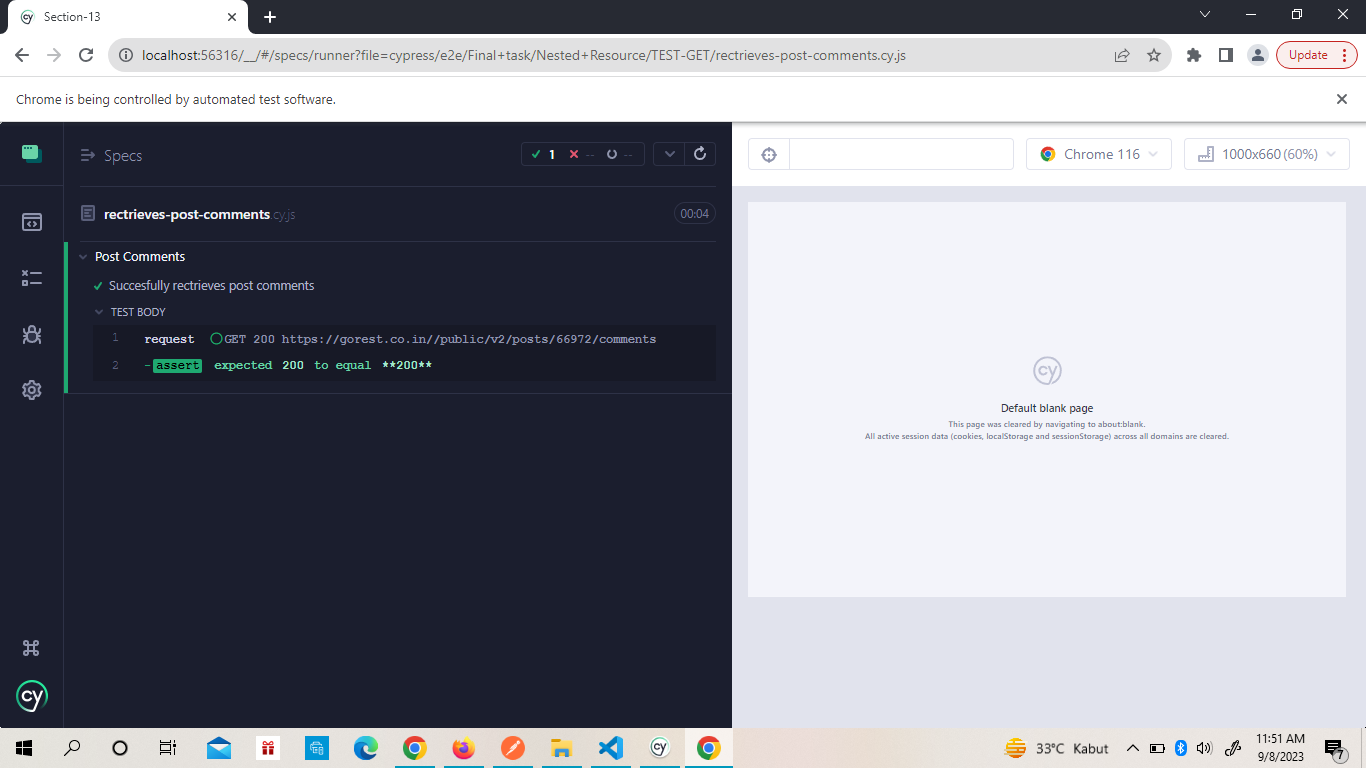 Section-13
localhost:56316/__/#/specs/runner?file=cypress/e2e/Final+task/Nested+Resource/TEST-GET/rectrieves-post-comments.cy.js
Update
Chrome is being controlled by automated test software.
Specs
1 -- --
Chrome 116
1000x660 (60%)
rectrieves-post-comments.cy.js
00:04
Post Comments
Succesfully rectrieves post comments
TEST BODY
1 request GET 200 https://gorest.co.in//public/v2/posts/66972/comments
2 -assert expected 200 to equal **200**
cy
Default blank page
This page was cleared by navigating to about:blank.
All active session data (cookies, localStorage and sessionStorage) across all domains are cleared.
cy
33°C Kabut
11:51 AM
9/8/2023
7